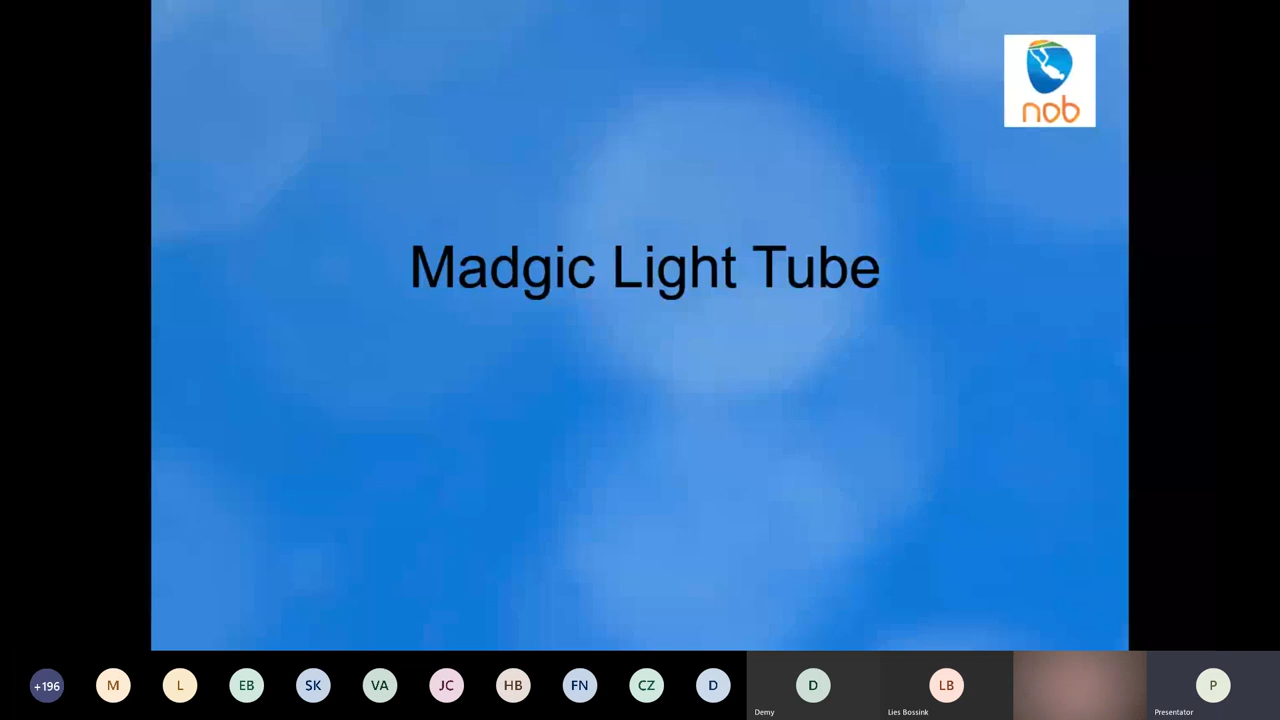 nob
Madgic Light Tube
+196
M
L
EB
SK
VA
JC
HB
FN
CZ
D
D
Demy
LB
Lies Bossink
P
Presentator